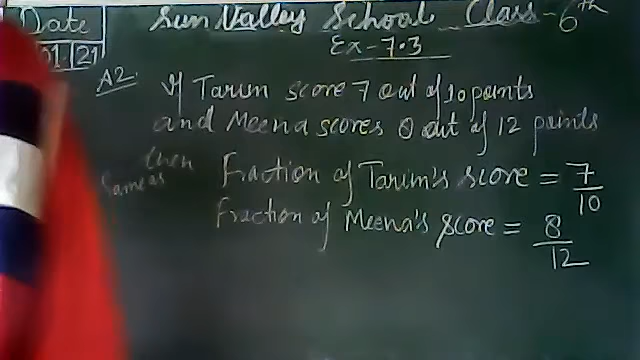 Date Sun Valley School Class-6th
01 21 Ex-7.3
A2. If Tarun score 7 out of 10 points
and Meena scores 8 out of 12 points
then
Same as Fraction of Tarun's score = 7/10
Fraction of Meena's score = 8/12